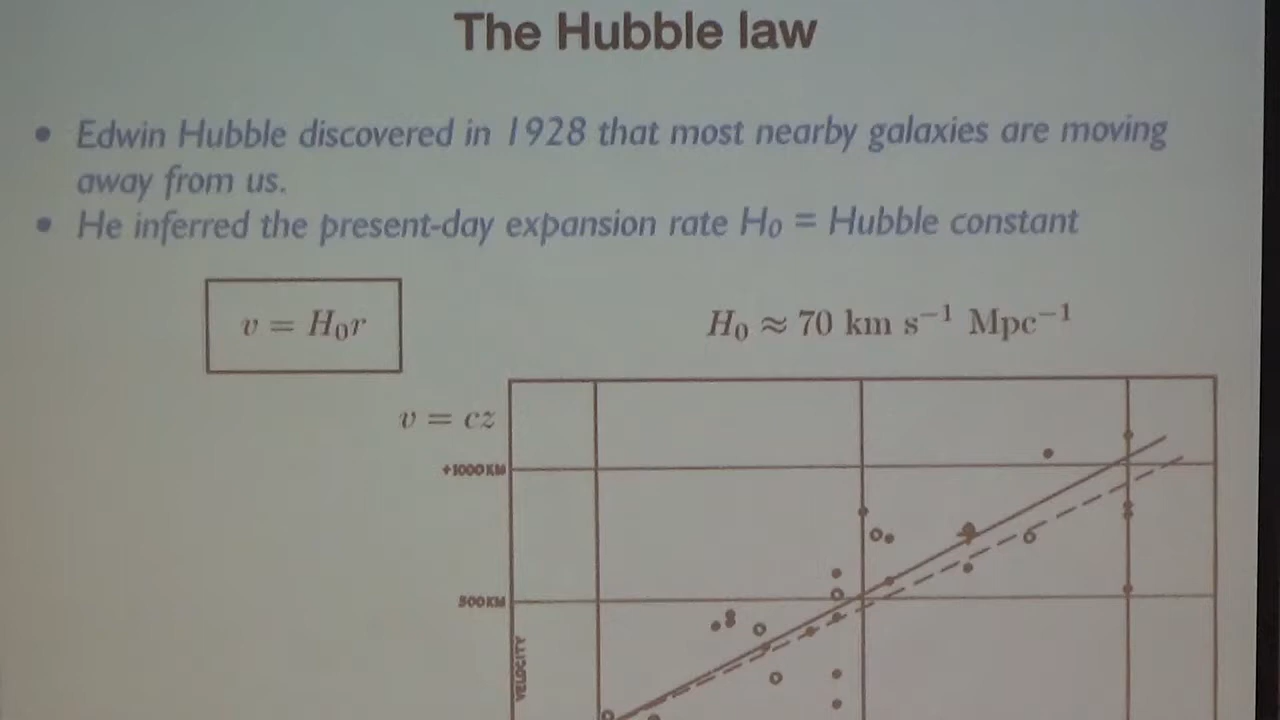 The Hubble law
• Edwin Hubble discovered in 1928 that most nearby galaxies are moving
away from us.
• He inferred the present-day expansion rate H₀ = Hubble constant
v = H₀r
H₀ ≈ 70 km s⁻¹ Mpc⁻¹
v = cz
+1000 KM
500 KM
VELOCITY